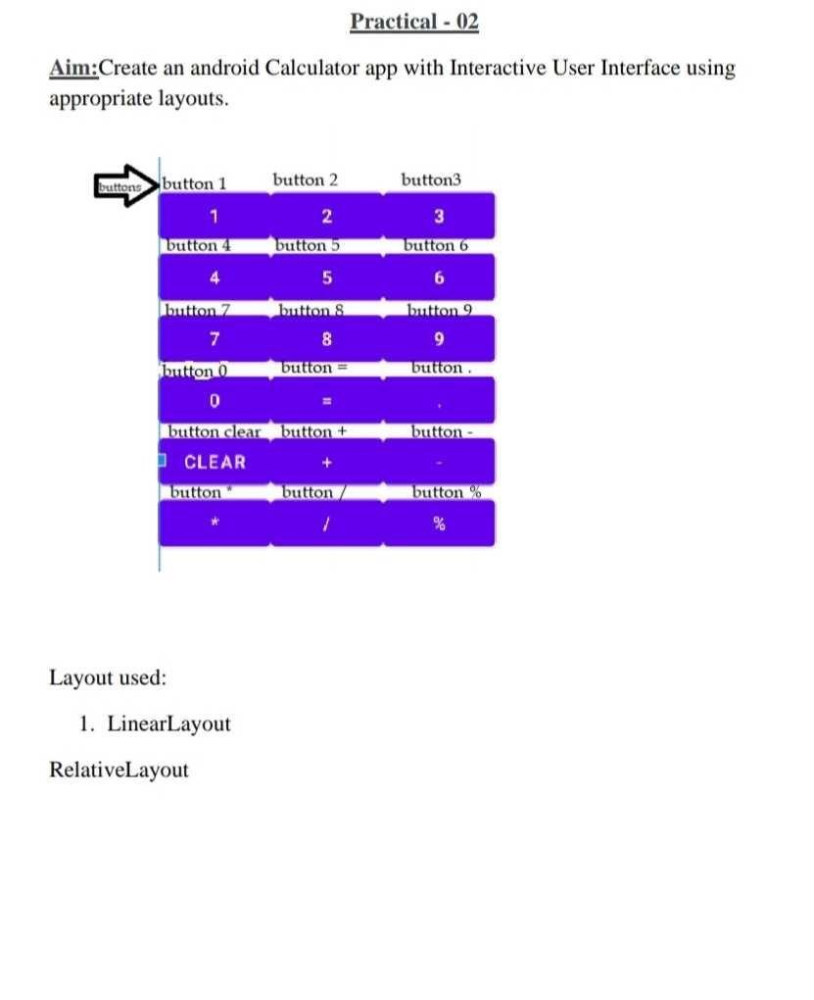 Practical - 02
Aim:Create an android Calculator app with Interactive User Interface using
appropriate layouts.
buttons button 1 button 2 button3
1 2 3
button 4 button 5 button 6
4 5 6
button 7 button 8 button 9
7 8 9
button 0 button = button .
0 = .
button clear button + button -
CLEAR + -
button * button / button %
* / %
Layout used:
1. LinearLayout
RelativeLayout